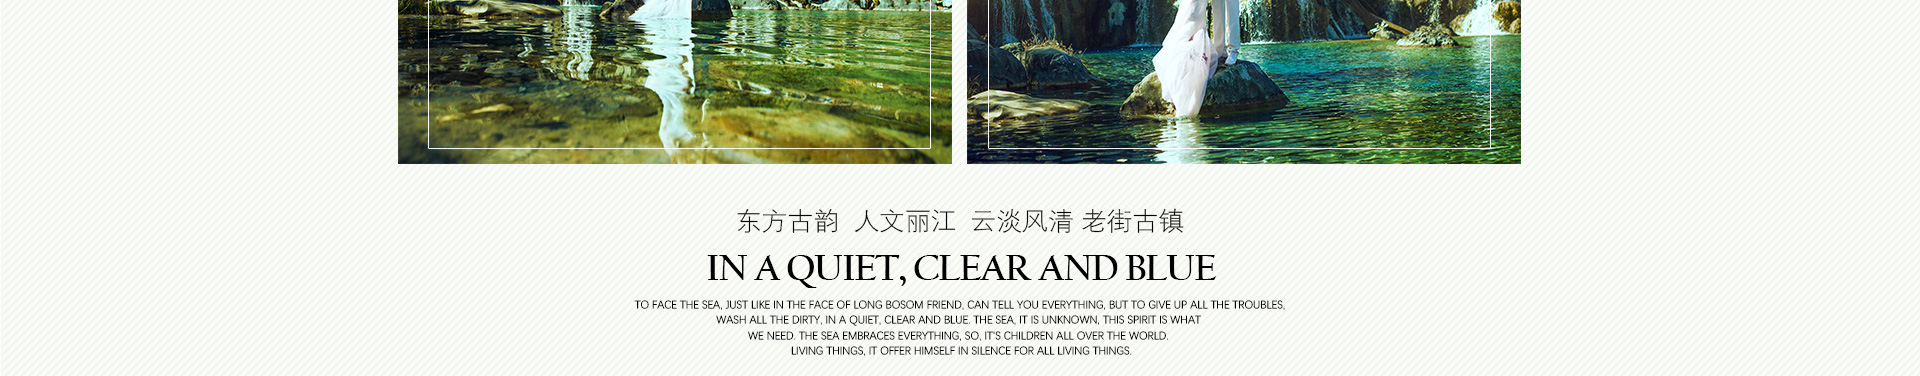 东方古韵 人文丽江 云淡风清 老街古镇
IN A QUIET, CLEAR AND BLUE
TO FACE THE SEA, JUST LIKE IN THE FACE OF LONG BOSOM FRIEND, CAN TELL YOU EVERYTHING, BUT TO GIVE UP ALL THE TROUBLES,
WASH ALL THE DIRTY, IN A QUIET, CLEAR AND BLUE. THE SEA, IT IS UNKNOWN, THIS SPIRIT IS WHAT
WE NEED. THE SEA EMBRACES EVERYTHING, SO, IT'S CHILDREN ALL OVER THE WORLD.
LIVING THINGS, IT OFFER HIMSELF IN SILENCE FOR ALL LIVING THINGS.